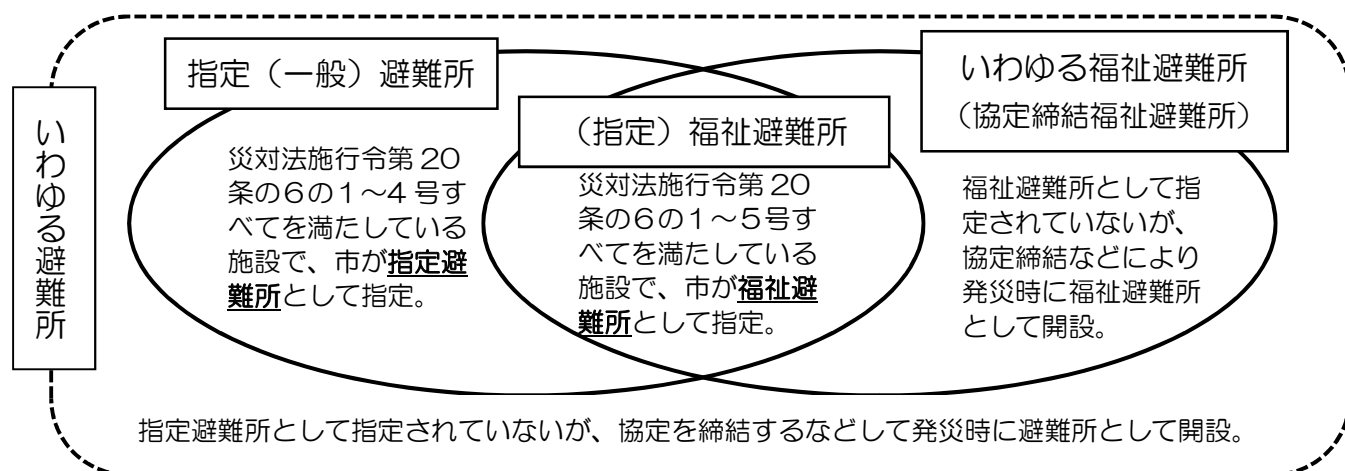 いわゆる避難所
指定（一般）避難所
災対法施行令第 20
条の６の１～４号す
べてを満たしている
施設で、市が指定避
難所として指定。
（指定）福祉避難所
災対法施行令第 20
条の６の１～５号す
べてを満たしている
施設で、市が福祉避
難所として指定。
いわゆる福祉避難所
（協定締結福祉避難所）
福祉避難所として指
定されていないが、
協定締結などにより
発災時に福祉避難所
として開設。
指定避難所として指定されていないが、協定を締結するなどして発災時に避難所として開設。